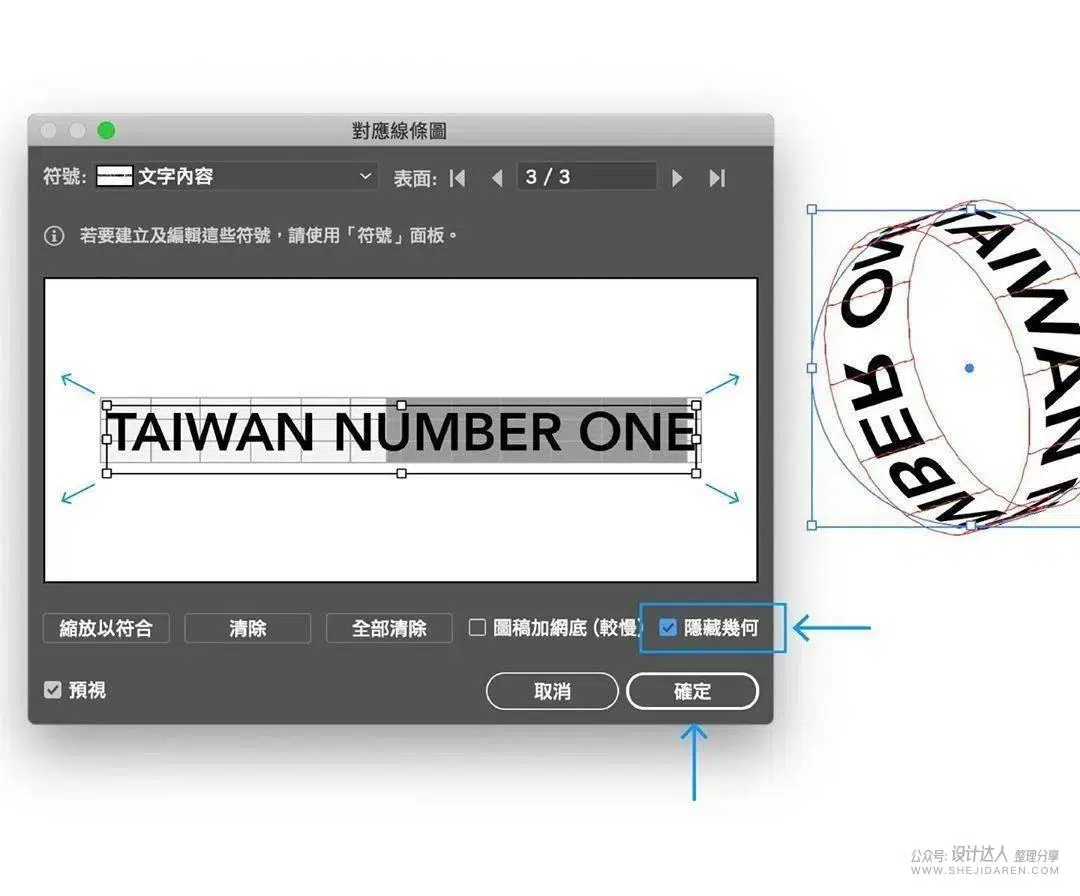 對應線條圖
符號: 文字內容 表面: 3 / 3
若要建立及編輯這些符號，請使用「符號」面板。
TAIWAN NUMBER ONE
TAIWAN N
MBER ON
縮放以符合 清除 全部清除 圖稿加網底 (較慢) 隱藏幾何
預視 取消 確定
公众号: 设计达人 整理分享
WWW.SHEJIDAREN.COM